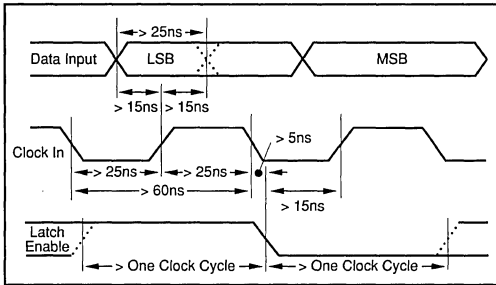 > 25ns
Data Input
LSB
MSB
> 15ns
> 15ns
Clock In
> 5ns
> 25ns
> 25ns
> 60ns
> 15ns
Latch
Enable
> One Clock Cycle
> One Clock Cycle